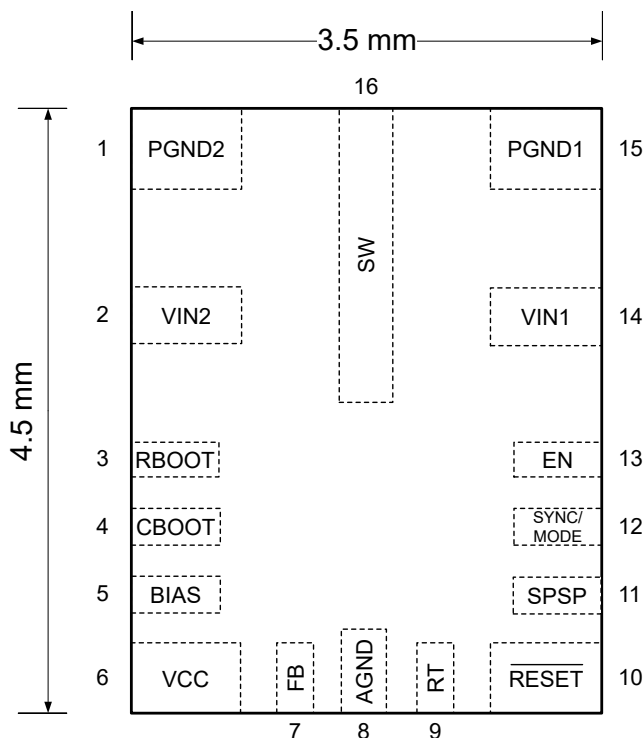 3.5 mm
16
1 PGND2 PGND1 15
SW
2 VIN2 VIN1 14
4.5 mm
3 RBOOT EN 13
4 CBOOT SYNC/
MODE 12
5 BIAS SPSP 11
6 VCC FB AGND RT RESET 10
7 8 9